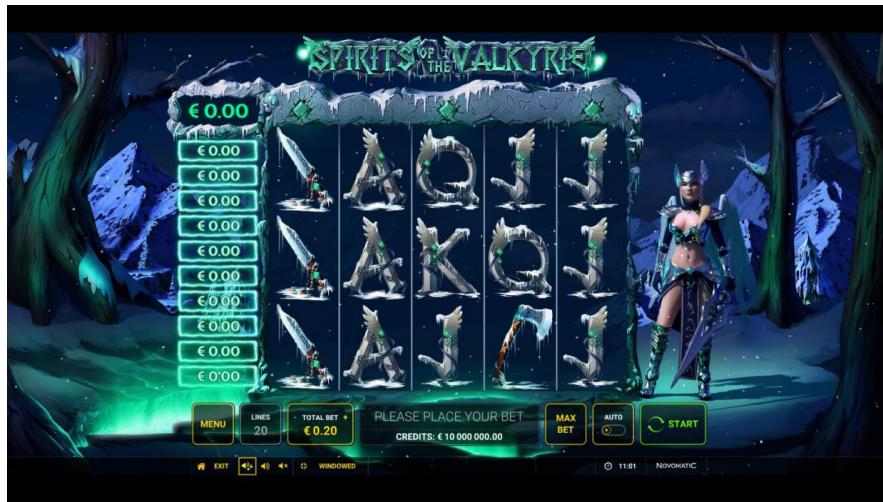 SPIRITS OF THE VALKYRIE
€ 0.00
€ 0.00
€ 0.00
€ 0.00
€ 0.00
€ 0.00
€ 0.00
€ 0.00
€ 0.00
€ 0.00
€ 0.00
A Q J J
A K Q J
A J J
MENU
LINES
20
- TOTAL BET +
€ 0.20
PLEASE PLACE YOUR BET
CREDITS: € 10 000 000.00
MAX
BET
AUTO
START
EXIT
WINDOWED
11:01
NOVOMATIC